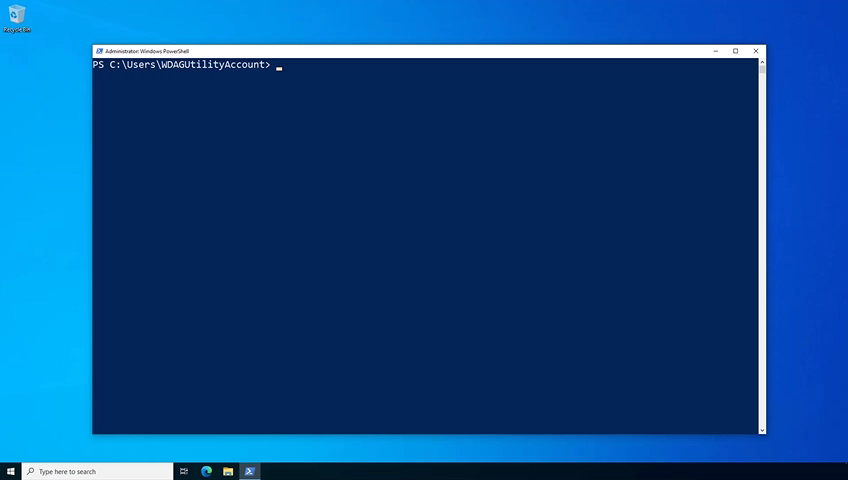 Recycle Bin
Administrator: Windows PowerShell
PS C:\Users\WDAGUtilityAccount>
Type here to search